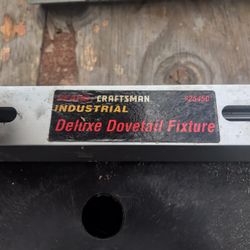 CRAFTSMAN
INDUSTRIAL
Deluxe Dovetail Fixture